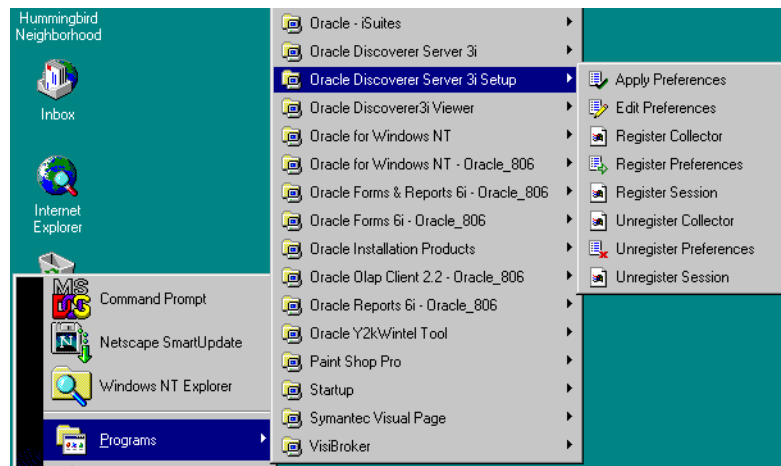 Hummingbird
Neighborhood
Inbox
Internet
Explorer
MS
DOS
Command Prompt
N
Netscape SmartUpdate
Windows NT Explorer
Programs
Oracle - iSuites
Oracle Discoverer Server 3i
Oracle Discoverer Server 3i Setup
Oracle Discoverer3i Viewer
Oracle for Windows NT
Oracle for Windows NT - Oracle_806
Oracle Forms & Reports 6i - Oracle_806
Oracle Forms 6i - Oracle_806
Oracle Installation Products
Oracle Olap Client 2.2 - Oracle_806
Oracle Reports 6i - Oracle_806
Oracle Y2kWintel Tool
Paint Shop Pro
Startup
Symantec Visual Page
VisiBroker
Apply Preferences
Edit Preferences
Register Collector
Register Preferences
Register Session
Unregister Collector
Unregister Preferences
Unregister Session